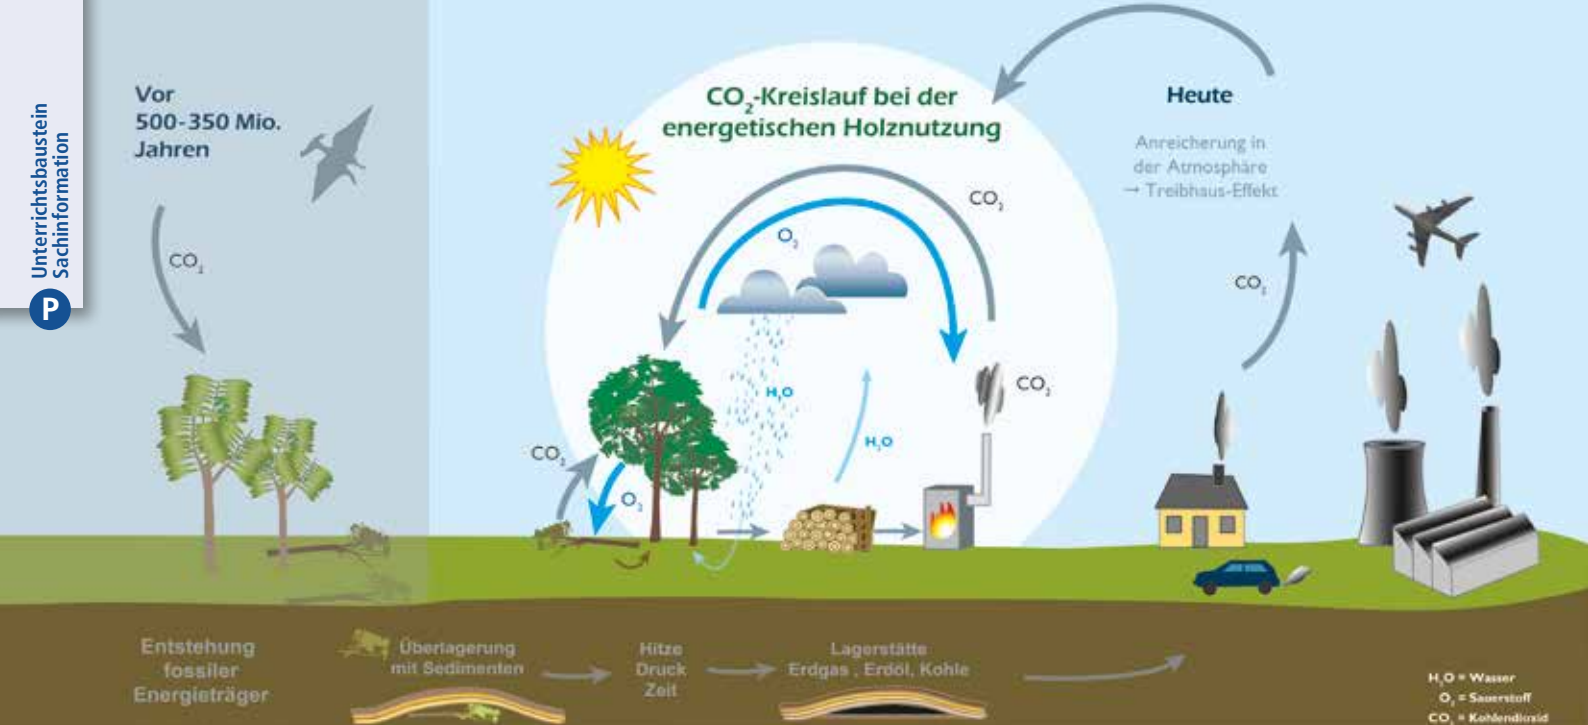 Unterrichtsbaustein
Sachinformation
P
Vor
500-350 Mio.
Jahren
CO₂
CO₂-Kreislauf bei der
energetischen Holznutzung
CO₂
O₂
H₂O
H₂O
CO₂
CO₂
O₂
Heute
Anreicherung in
der Atmosphäre
→ Treibhaus-Effekt
CO₂
Entstehung
fossiler
Energieträger
Überlagerung
mit Sedimenten
Hitze
Druck
Zeit
Lagerstätte
Erdgas , Erdöl, Kohle
H₂O = Wasser
O₂ = Sauerstoff
CO₂ = Kohlendioxid